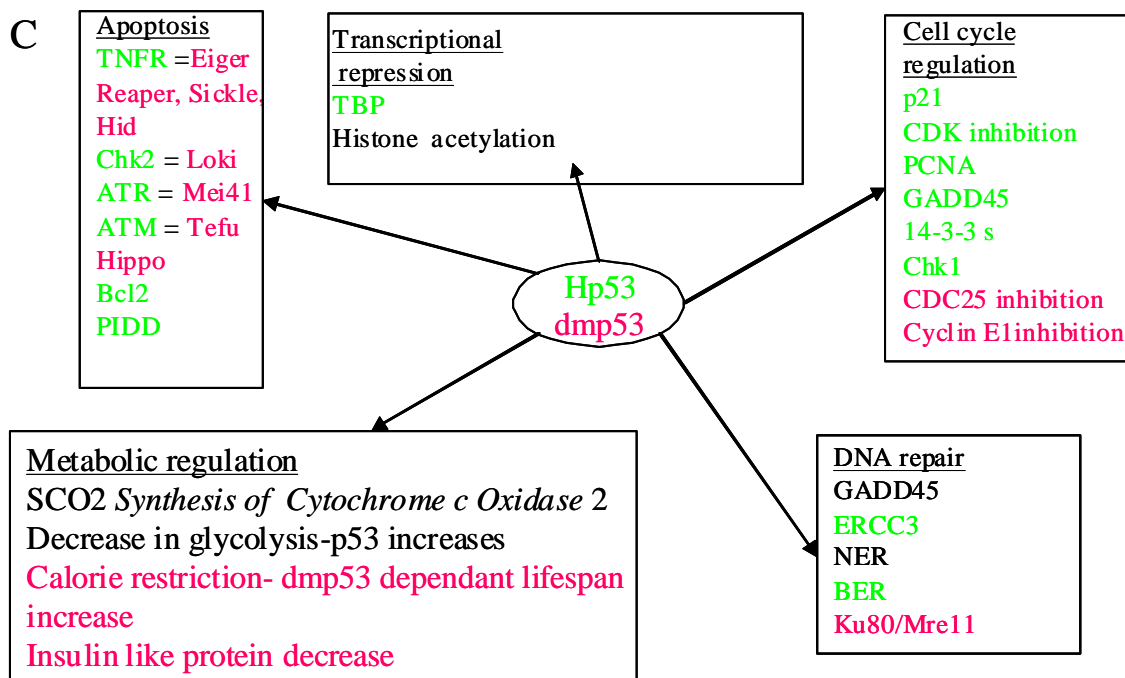 C
Apoptosis
TNFR =Eiger
Reaper, Sickle,
Hid
Chk2 = Loki
ATR = Mei41
ATM = Tefu
Hippo
Bcl2
PIDD
Transcriptional
repression
TBP
Histone acetylation
Cell cycle
regulation
p21
CDK inhibition
PCNA
GADD45
14-3-3 s
Chk1
CDC25 inhibition
Cyclin E1inhibition
Hp53
dmp53
Metabolic regulation
SCO2 Synthesis of Cytochrome c Oxidase 2
Decrease in glycolysis-p53 increases
Calorie restriction- dmp53 dependant lifespan
increase
Insulin like protein decrease
DNA repair
GADD45
ERCC3
NER
BER
Ku80/Mre11